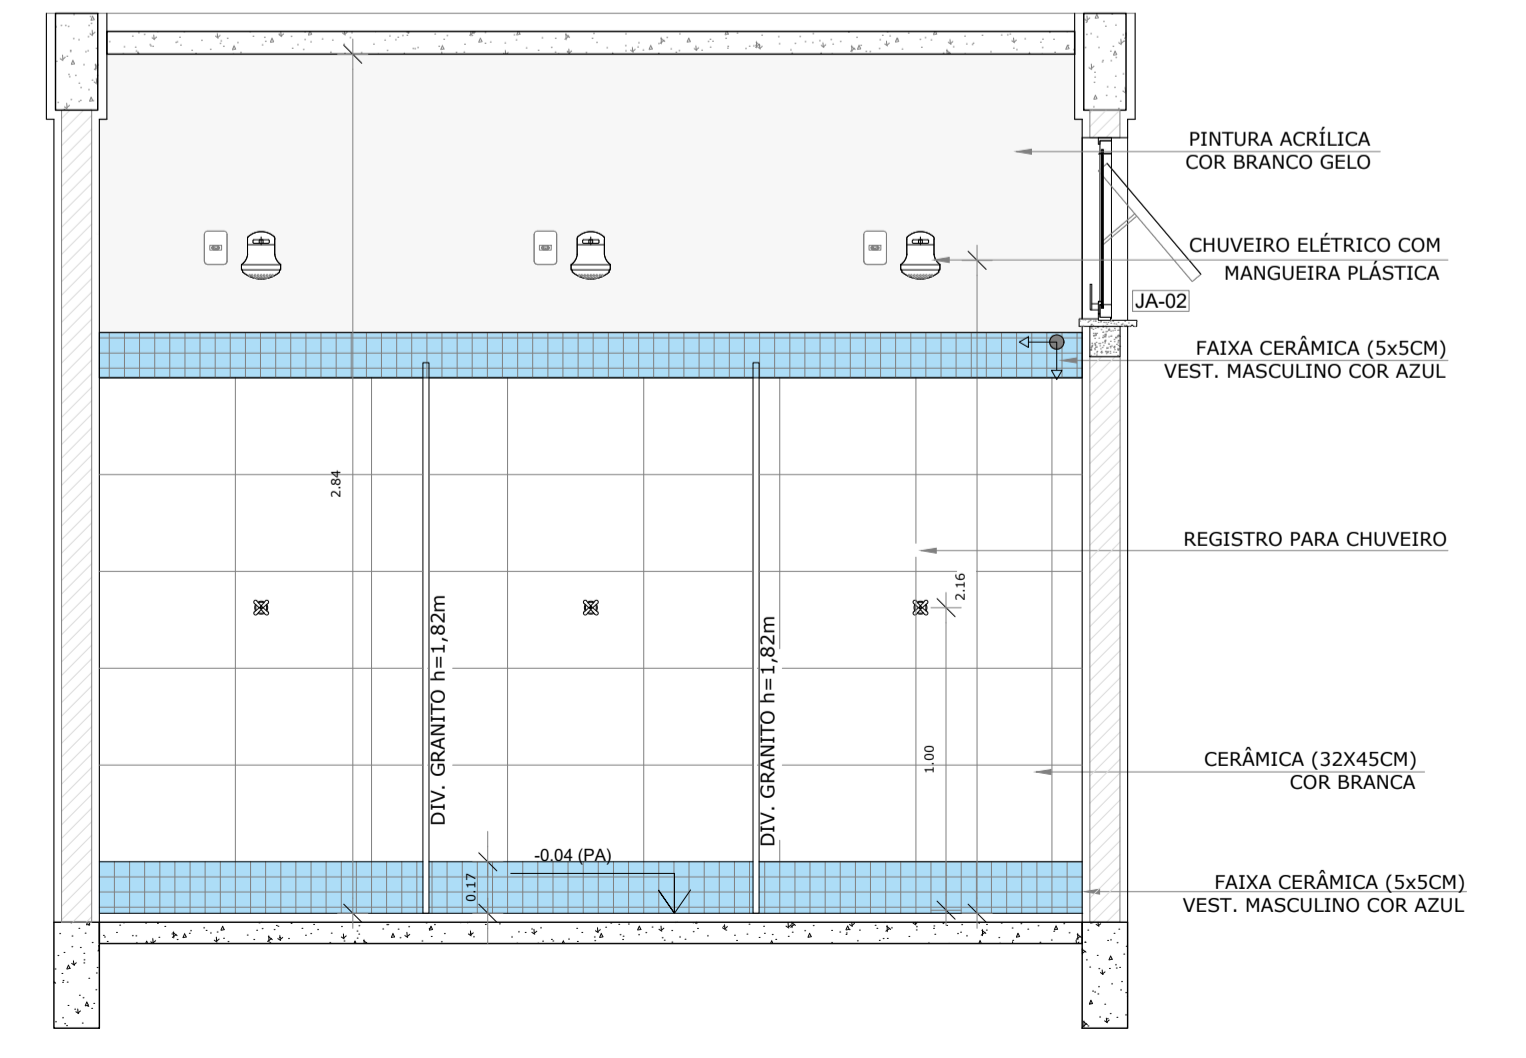 PINTURA ACRÍLICA
COR BRANCO GELO
CHUVEIRO ELÉTRICO COM
MANGUEIRA PLÁSTICA
JA-02
FAIXA CERÂMICA (5x5CM)
VEST. MASCULINO COR AZUL
2.84
REGISTRO PARA CHUVEIRO
2.16
DIV. GRANITO h=1,82m
DIV. GRANITO h=1,82m
1.00
CERÂMICA (32X45CM)
COR BRANCA
-0.04 (PA)
0.17
FAIXA CERÂMICA (5x5CM)
VEST. MASCULINO COR AZUL